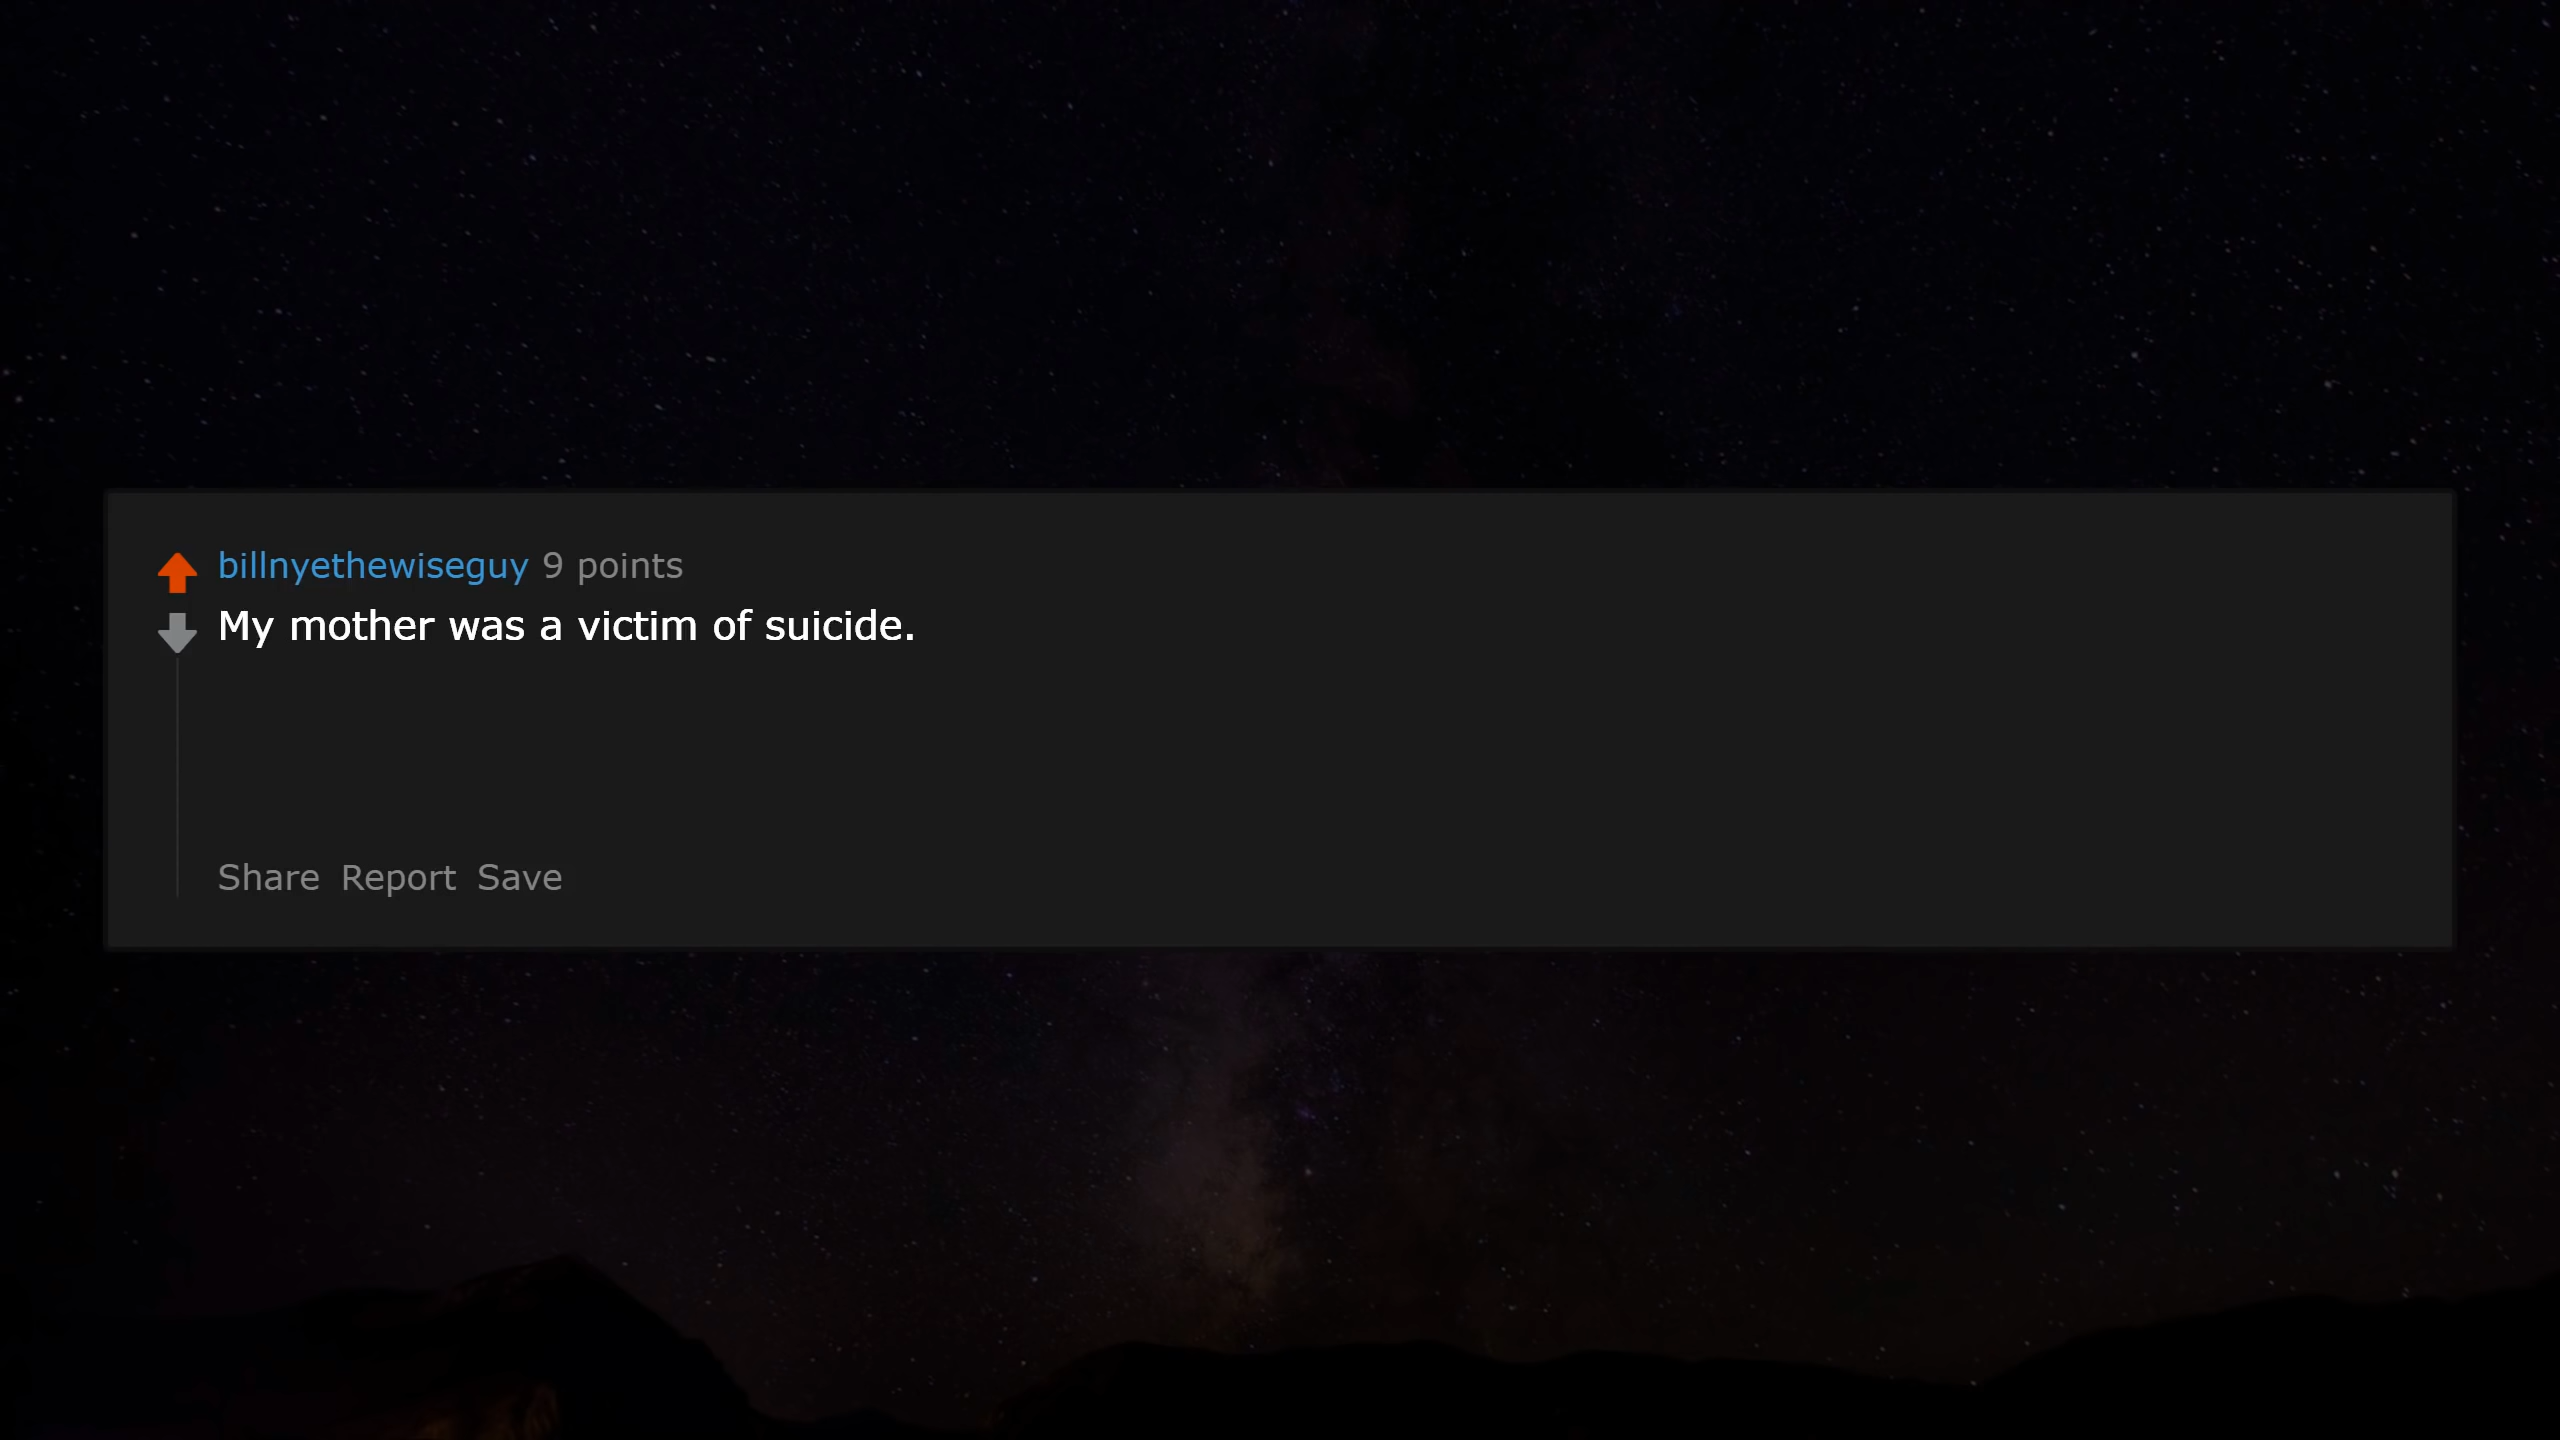 billnyethewiseguy 9 points
My mother was a victim of suicide.
Share Report Save